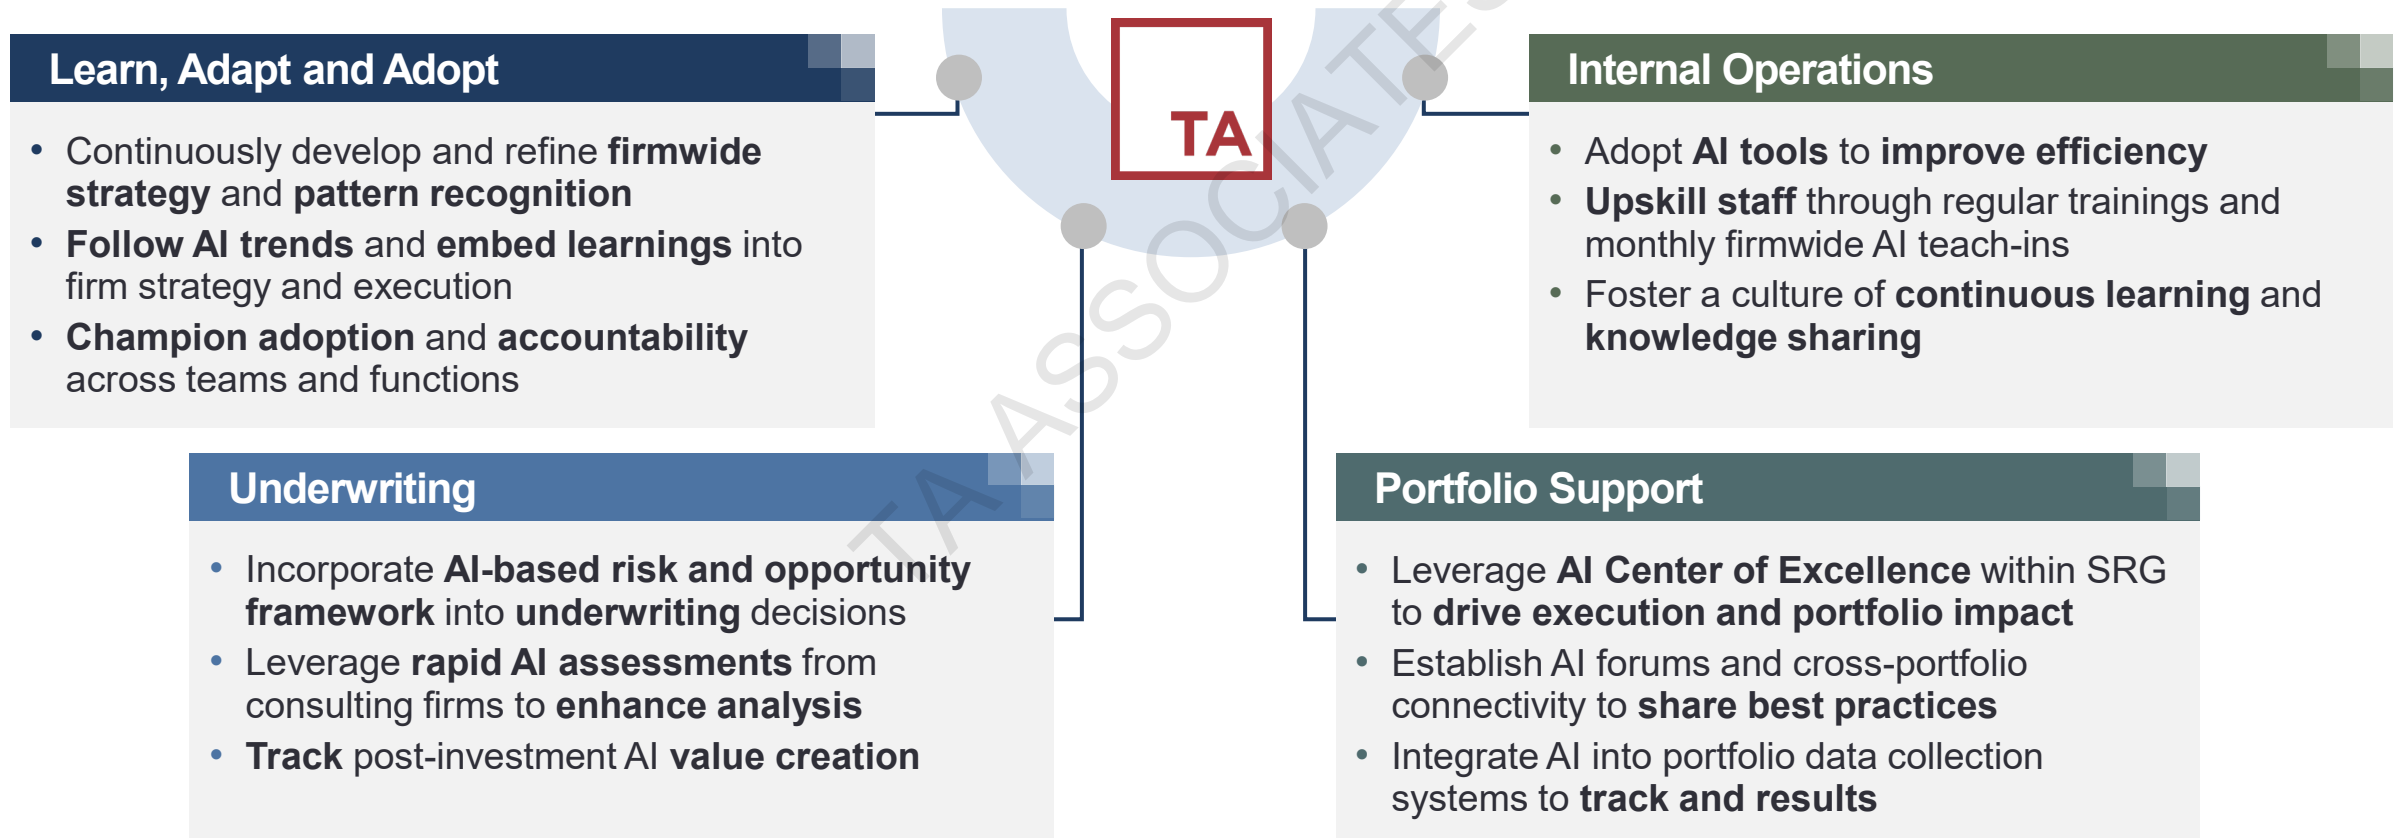 Learn, Adapt and Adopt
• Continuously develop and refine firmwide
strategy and pattern recognition
• Follow AI trends and embed learnings into
firm strategy and execution
• Champion adoption and accountability
across teams and functions
TA
Internal Operations
• Adopt AI tools to improve efficiency
• Upskill staff through regular trainings and
monthly firmwide AI teach-ins
• Foster a culture of continuous learning and
knowledge sharing
Underwriting
• Incorporate AI-based risk and opportunity
framework into underwriting decisions
• Leverage rapid AI assessments from
consulting firms to enhance analysis
• Track post-investment AI value creation
Portfolio Support
• Leverage AI Center of Excellence within SRG
to drive execution and portfolio impact
• Establish AI forums and cross-portfolio
connectivity to share best practices
• Integrate AI into portfolio data collection
systems to track and results
TA ASSOCIATES